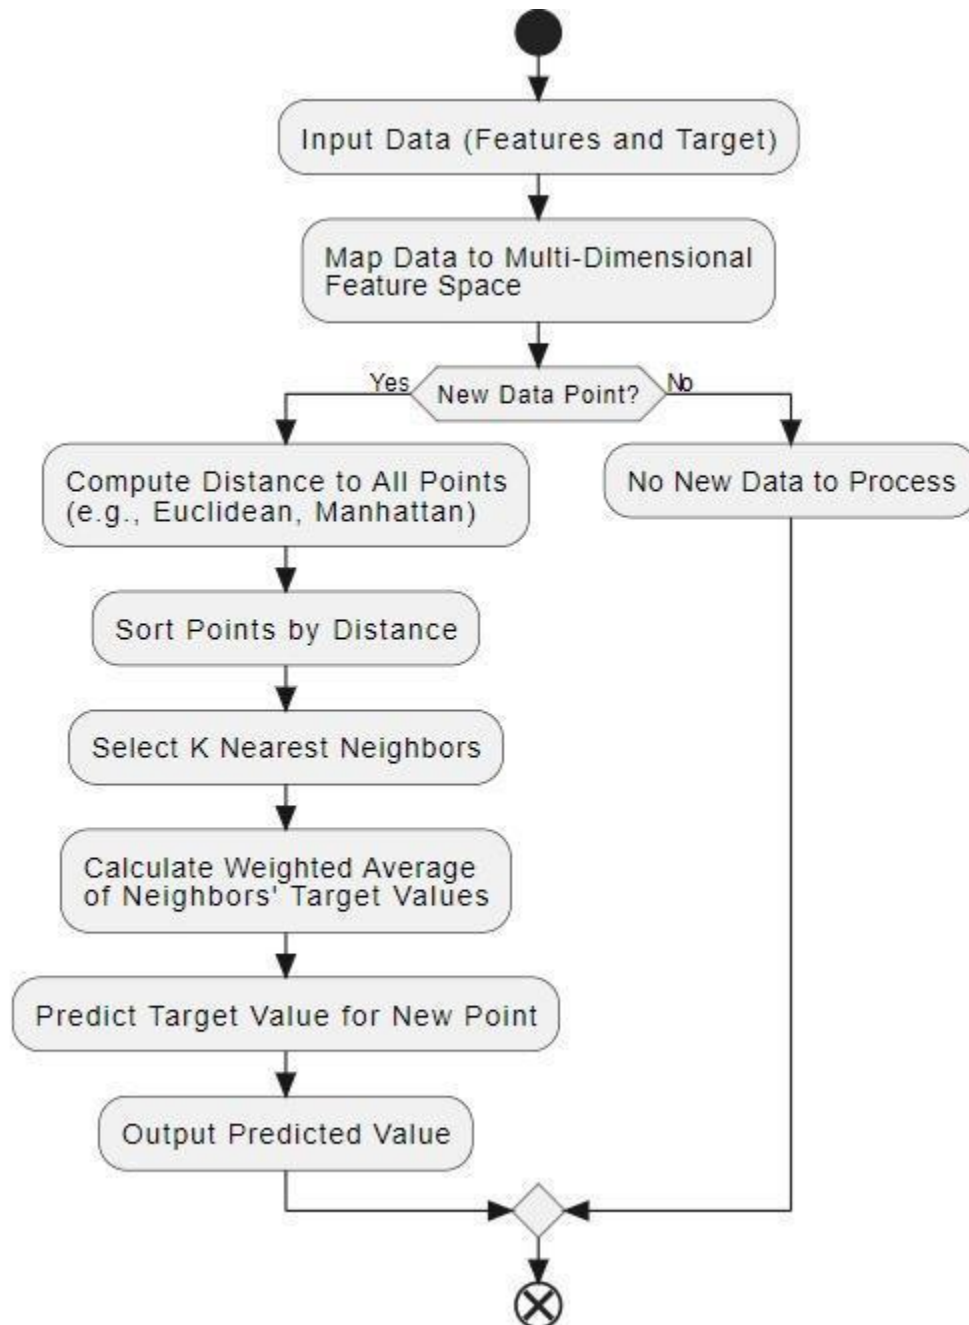 Input Data (Features and Target)
Map Data to Multi-Dimensional
Feature Space
New Data Point?
Yes
No
Compute Distance to All Points
(e.g., Euclidean, Manhattan)
No New Data to Process
Sort Points by Distance
Select K Nearest Neighbors
Calculate Weighted Average
of Neighbors' Target Values
Predict Target Value for New Point
Output Predicted Value